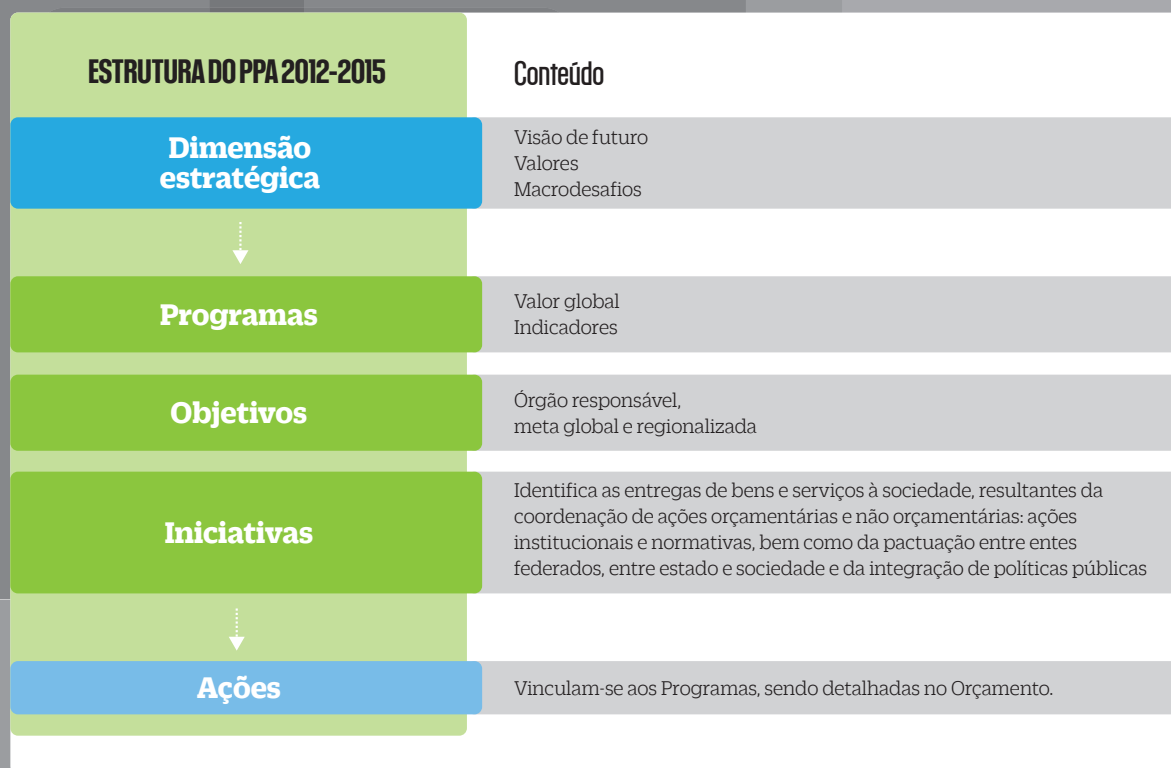 ESTRUTURA DO PPA 2012-2015
Conteúdo
Dimensão
estratégica
Visão de futuro
Valores
Macrodesafios
Programas
Valor global
Indicadores
Objetivos
Órgão responsável,
meta global e regionalizada
Iniciativas
Identifica as entregas de bens e serviços à sociedade, resultantes da
coordenação de ações orçamentárias e não orçamentárias: ações
institucionais e normativas, bem como da pactuação entre entes
federados, entre estado e sociedade e da integração de políticas públicas
Ações
Vinculam-se aos Programas, sendo detalhadas no Orçamento.